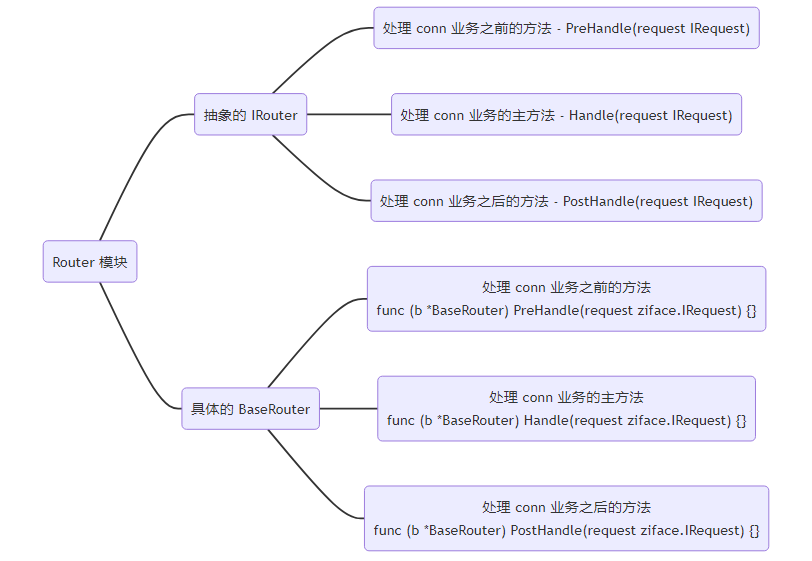 Router 模块
抽象的 IRouter
处理 conn 业务之前的方法 - PreHandle(request IRequest)
处理 conn 业务的主方法 - Handle(request IRequest)
处理 conn 业务之后的方法 - PostHandle(request IRequest)
具体的 BaseRouter
处理 conn 业务之前的方法
func (b *BaseRouter) PreHandle(request ziface.IRequest) {}
处理 conn 业务的主方法
func (b *BaseRouter) Handle(request ziface.IRequest) {}
处理 conn 业务之后的方法
func (b *BaseRouter) PostHandle(request ziface.IRequest) {}